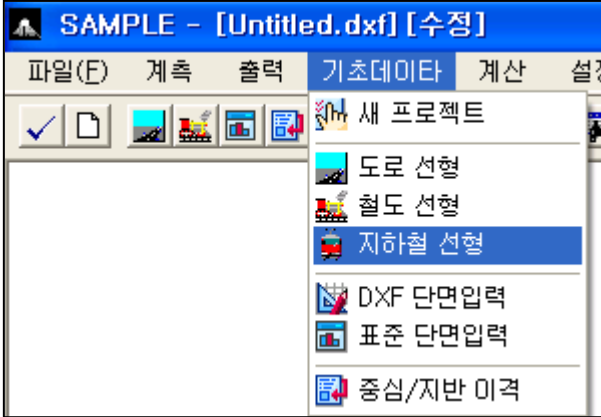 SAMPLE - [Untitled.dxf] [수정]
파일(F) 계측 출력 기초데이타 계산
새 프로젝트
도로 선형
철도 선형
지하철 선형
DXF 단면입력
표준 단면입력
중심/지반 이격